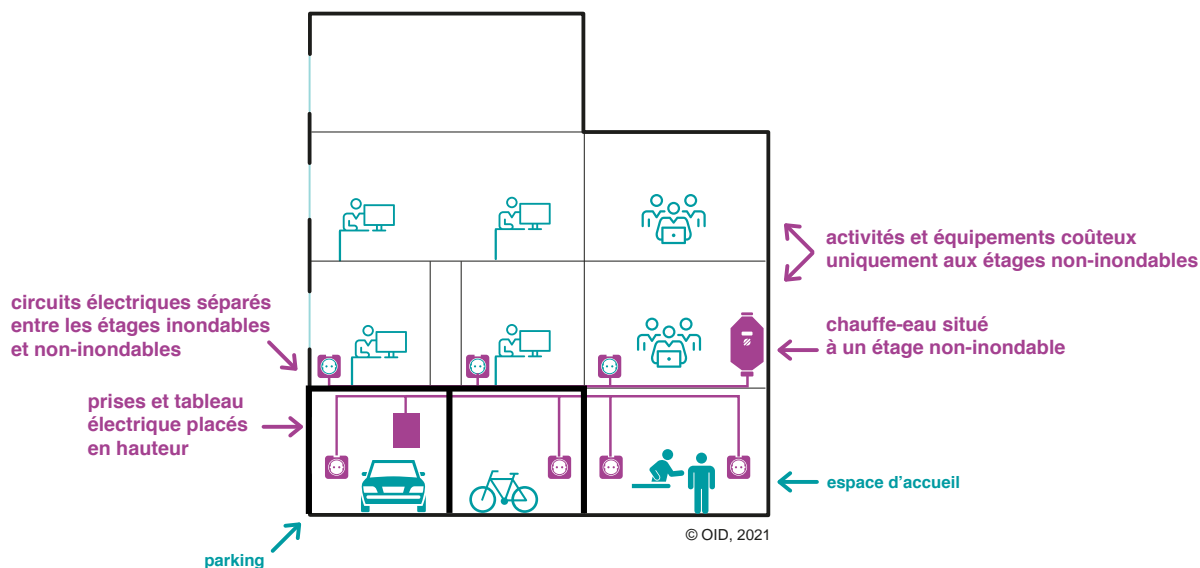 activités et équipements coûteux
uniquement aux étages non-inondables
circuits électriques séparés
entre les étages inondables
et non-inondables
chauffe-eau situé
à un étage non-inondable
prises et tableau
électrique placés
en hauteur
espace d’accueil
© OID, 2021
parking